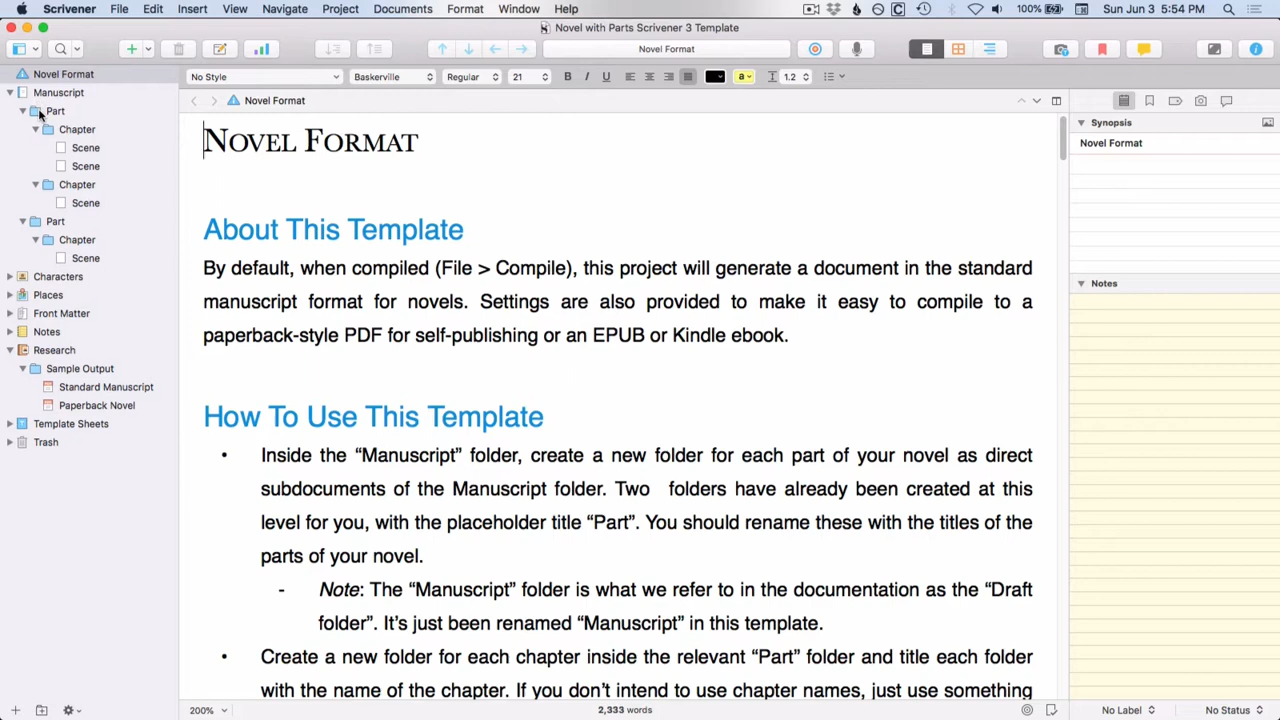 Scrivener File Edit Insert View Navigate Project Documents Format Window Help 100% Sun Jun 3 5:54 PM
Novel with Parts Scrivener 3 Template
Novel Format
Novel Format
No Style Baskerville Regular 21 B I U a 1.2
Manuscript
Novel Format
Part
Chapter
Scene
Scene
Chapter
Scene
Part
Chapter
Scene
Characters
Places
Front Matter
Notes
Research
Sample Output
Standard Manuscript
Paperback Novel
Template Sheets
Trash
NOVEL FORMAT
About This Template
By default, when compiled (File > Compile), this project will generate a document in the standard
manuscript format for novels. Settings are also provided to make it easy to compile to a
paperback-style PDF for self-publishing or an EPUB or Kindle ebook.
How To Use This Template
• Inside the “Manuscript” folder, create a new folder for each part of your novel as direct
subdocuments of the Manuscript folder. Two folders have already been created at this
level for you, with the placeholder title “Part”. You should rename these with the titles of the
parts of your novel.
- Note: The “Manuscript” folder is what we refer to in the documentation as the “Draft
folder”. It’s just been renamed “Manuscript” in this template.
• Create a new folder for each chapter inside the relevant “Part” folder and title each folder
with the name of the chapter. If you don’t intend to use chapter names, just use something
Synopsis
Novel Format
Notes
200% 2,333 words No Label No Status